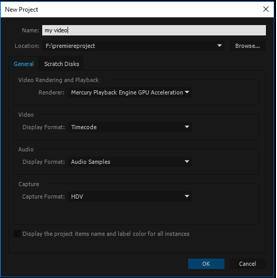 New Project
Name: my video
Location: F:\premiereproject Browse...
General Scratch Disks
Video Rendering and Playback
Renderer: Mercury Playback Engine GPU Acceleration
Video
Display Format: Timecode
Audio
Display Format: Audio Samples
Capture
Capture Format: HDV
Display the project items name and label color for all instances
OK Cancel